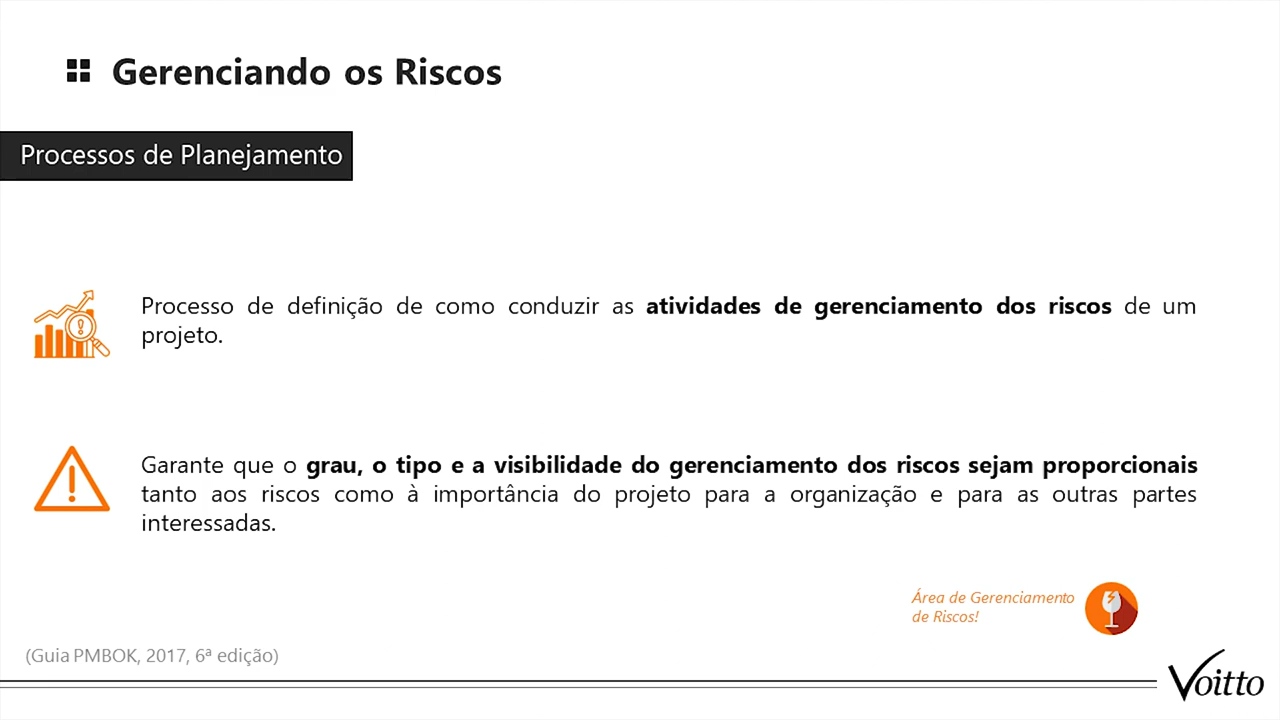 Gerenciando os Riscos
Processos de Planejamento
Processo de definição de como conduzir as atividades de gerenciamento dos riscos de um
projeto.
Garante que o grau, o tipo e a visibilidade do gerenciamento dos riscos sejam proporcionais
tanto aos riscos como à importância do projeto para a organização e para as outras partes
interessadas.
Área de Gerenciamento
de Riscos!
(Guia PMBOK, 2017, 6ª edição)
Voitto